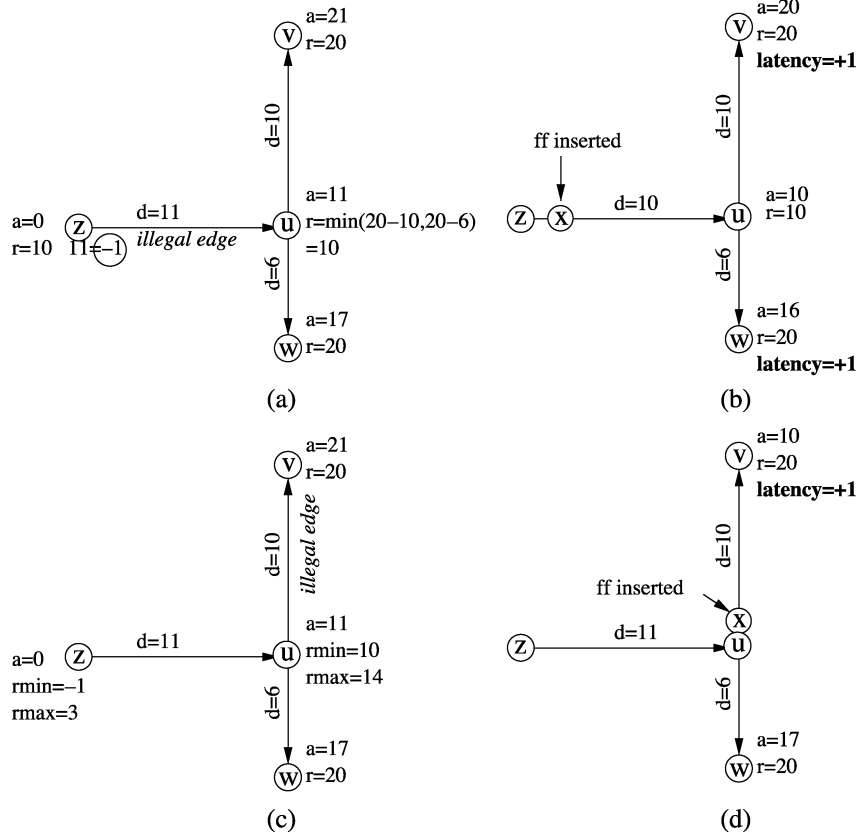 a=21
v
r=20
d=10
a=0
z
d=11
a=11
u
r=min(20–10,20–6)
r=10
11=–1
illegal edge
=10
d=6
a=17
w
r=20
(a)
a=20
v
r=20
latency=+1
d=10
ff inserted
z
x
d=10
u
a=10
r=10
d=6
a=16
w
r=20
latency=+1
(b)
a=21
v
r=20
d=10
illegal edge
z
d=11
a=0
rmin=–1
rmax=3
u
a=11
rmin=10
rmax=14
d=6
a=17
w
r=20
(c)
a=10
v
r=20
latency=+1
d=10
ff inserted
x
z
d=11
u
d=6
a=17
w
r=20
(d)